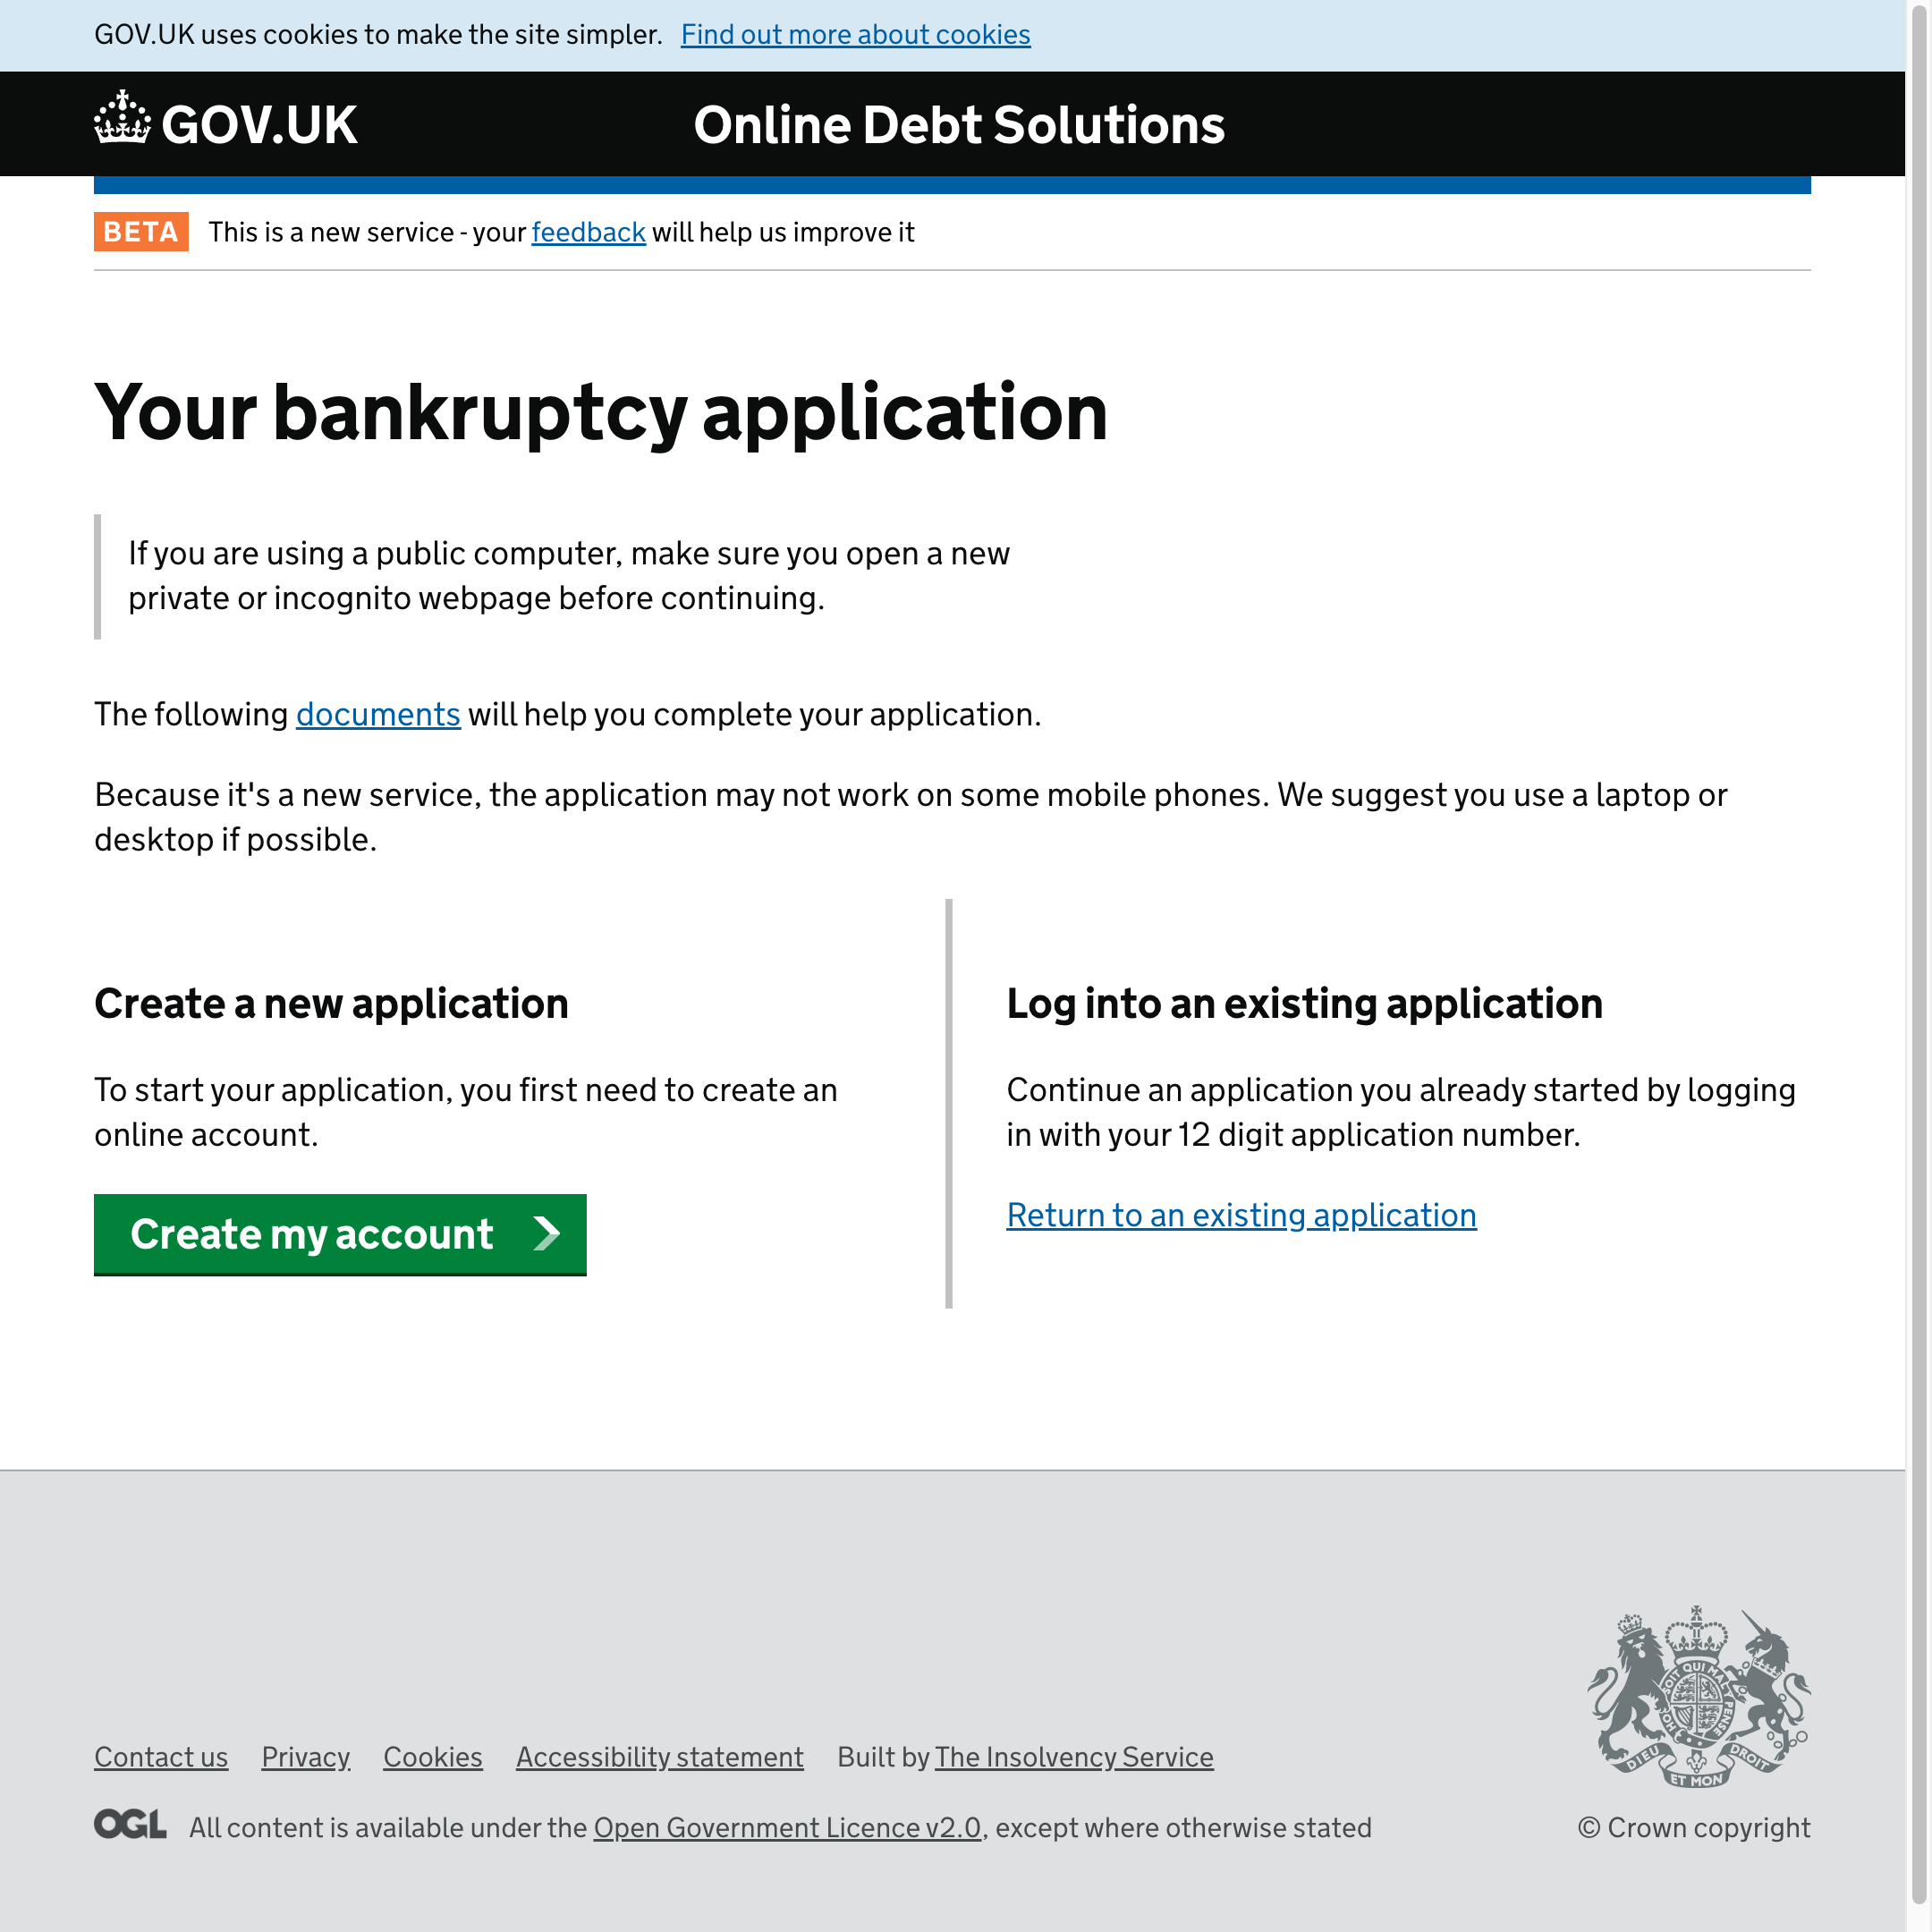 GOV.UK uses cookies to make the site simpler. Find out more about cookies
GOV.UK Online Debt Solutions
BETA This is a new service - your feedback will help us improve it
Your bankruptcy application
If you are using a public computer, make sure you open a new
private or incognito webpage before continuing.
The following documents will help you complete your application.
Because it's a new service, the application may not work on some mobile phones. We suggest you use a laptop or
desktop if possible.
Create a new application
To start your application, you first need to create an
online account.
Create my account
Log into an existing application
Continue an application you already started by logging
in with your 12 digit application number.
Return to an existing application
Contact us Privacy Cookies Accessibility statement Built by The Insolvency Service
OGL All content is available under the Open Government Licence v2.0, except where otherwise stated
SOIT QUI MAL Y PENSE
DIEU ET MON DROIT
© Crown copyright